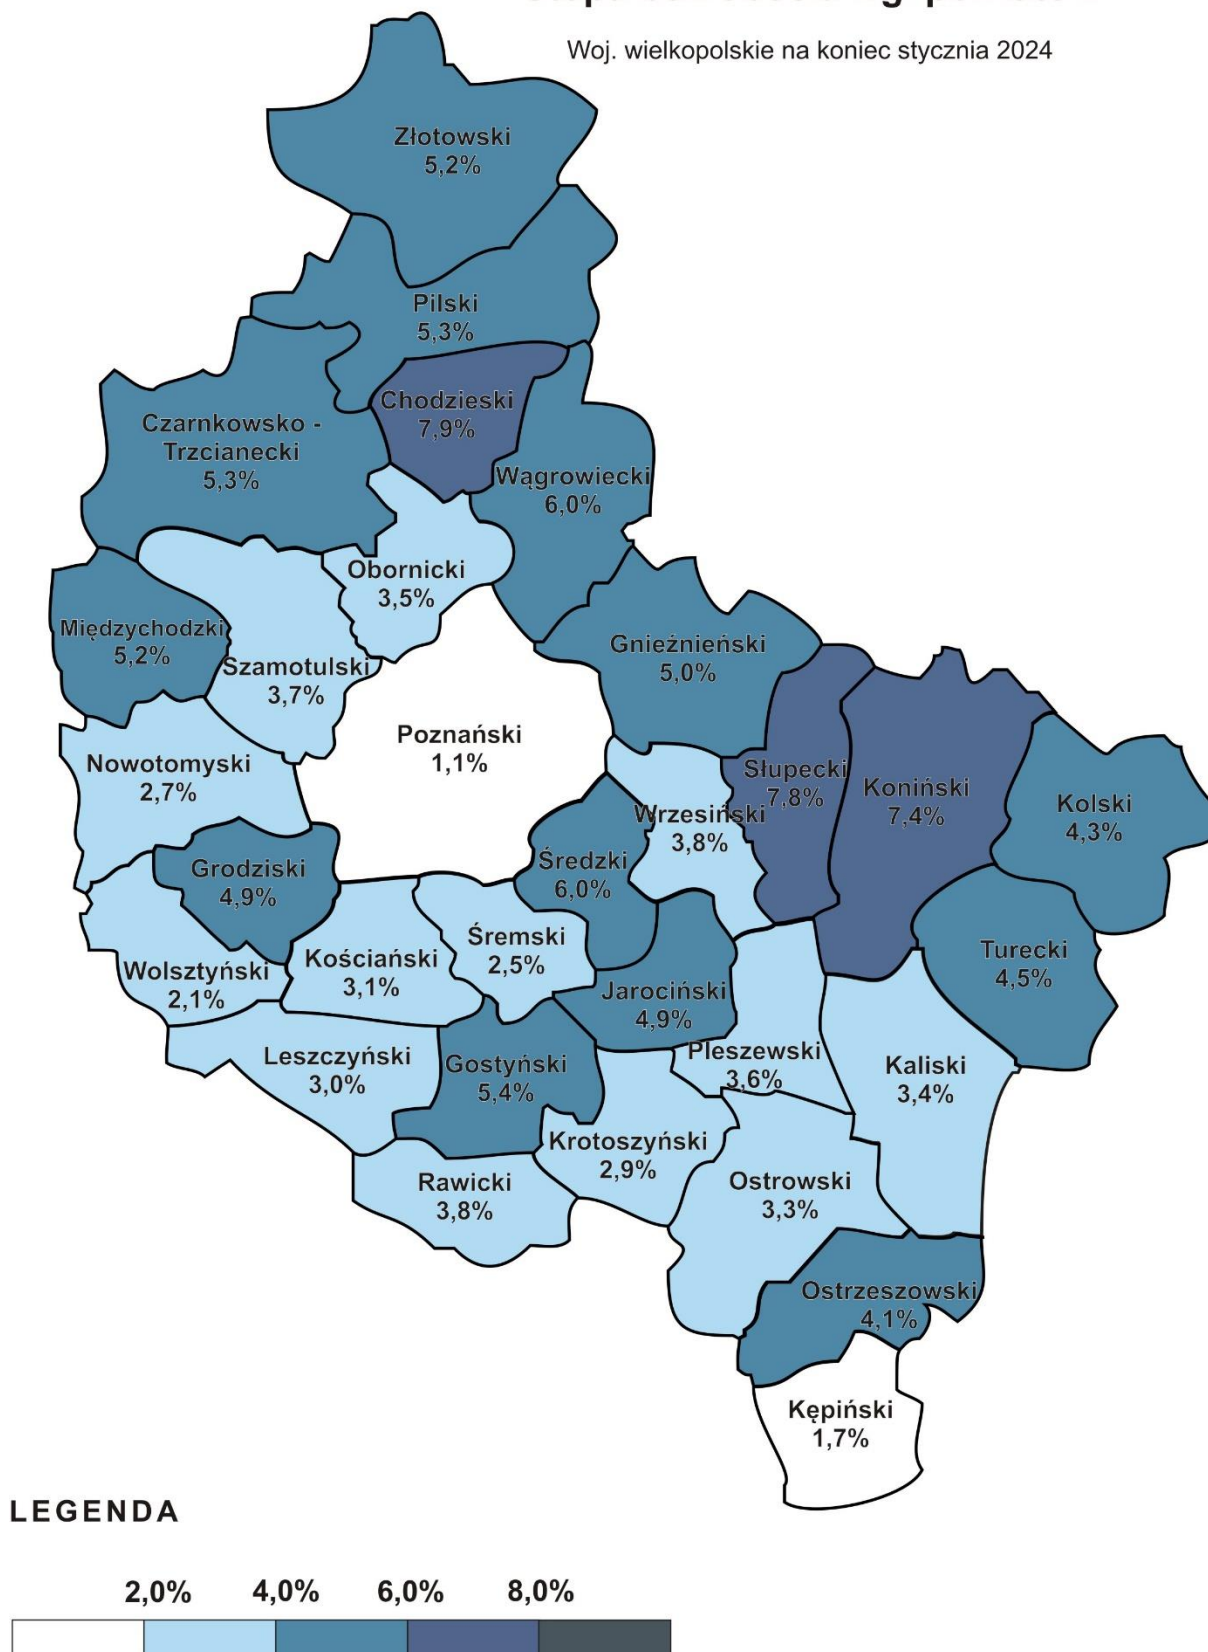 Woj. wielkopolskie na koniec stycznia 2024
Złotowski
5,2%
Pilski
5,3%
Chodzieski
7,9%
Czarnkowsko -
Trzcianecki
5,3%
Wągrowiecki
6,0%
Obornicki
3,5%
Międzychodzki
5,2%
Szamotulski
3,7%
Gnieźnieński
5,0%
Poznański
1,1%
Nowotomyski
2,7%
Słupecki
7,8%
Koniński
7,4%
Kolski
4,3%
Wrzesiński
3,8%
Grodziski
4,9%
Średzki
6,0%
Śremski
2,5%
Kościański
3,1%
Wolsztyński
2,1%
Turecki
4,5%
Jarociński
4,9%
Leszczyński
3,0%
Gostyński
5,4%
Pleszewski
3,6%
Kaliski
3,4%
Krotoszyński
2,9%
Rawicki
3,8%
Ostrowski
3,3%
Ostrzeszowski
4,1%
Kępiński
1,7%
LEGENDA
2,0% 4,0% 6,0% 8,0%